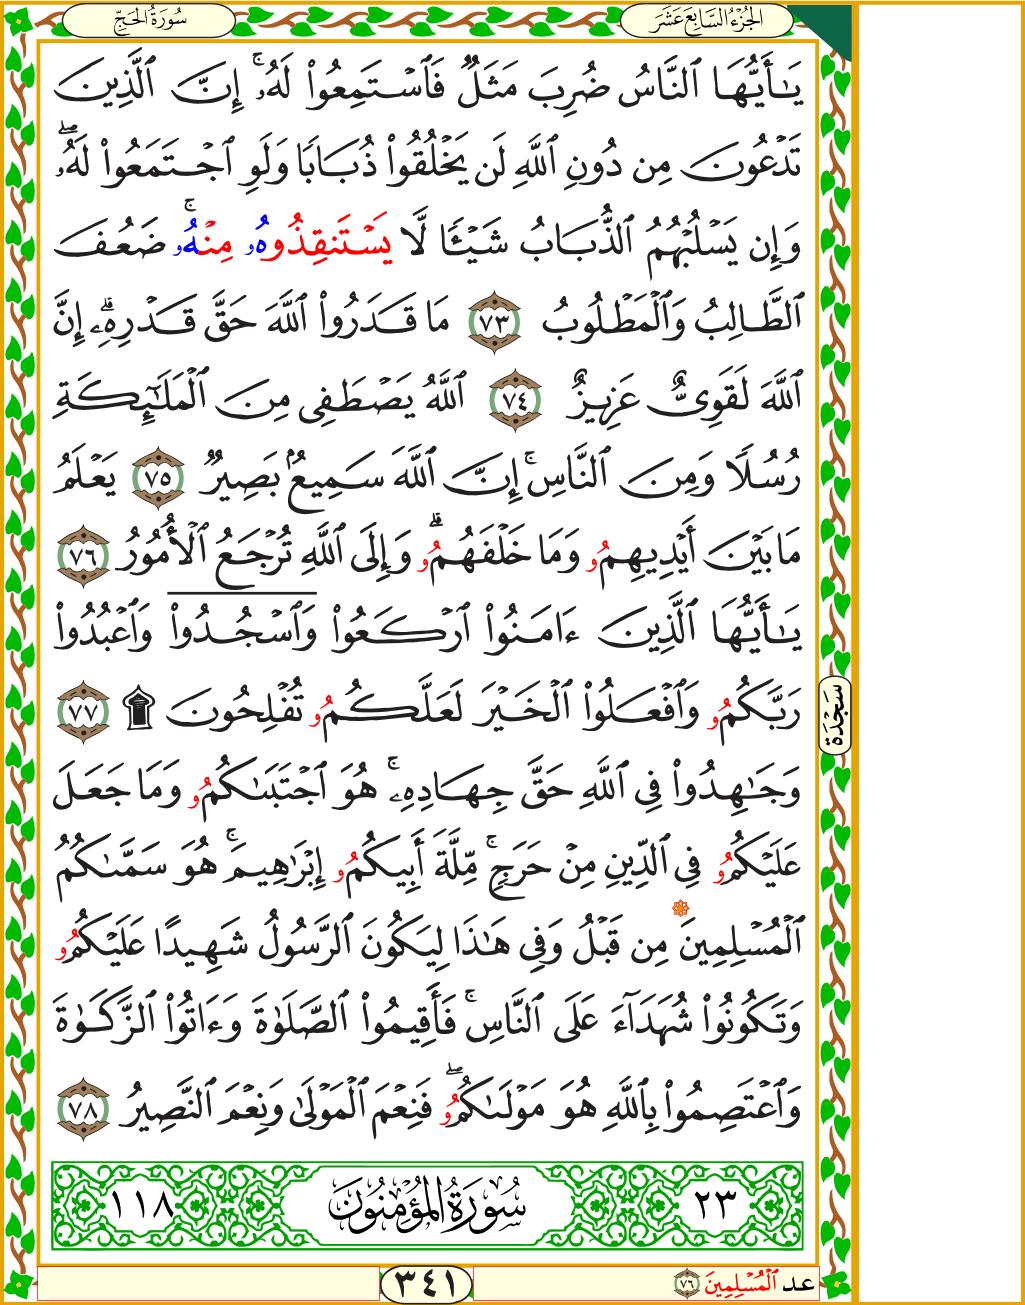 الجُزْءُ السَّابِعَ عَشَرَ
سُورَةُ الحَجِّ
يَٰٓأَيُّهَا ٱلنَّاسُ ضُرِبَ مَثَلٞ فَٱسۡتَمِعُواْ لَهُۥٓۚ إِنَّ ٱلَّذِينَ
تَدۡعُونَ مِن دُونِ ٱللَّهِ لَن يَخۡلُقُواْ ذُبَابٗا وَلَوِ ٱجۡتَمَعُواْ لَهُۥۖ
وَإِن يَسۡلُبۡهُمُ ٱلذُّبَابُ شَيۡـٔٗا لَّا يَسۡتَنقِذُوهُۥ مِنۡهُۥۚ ضَعُفَ
ٱلطَّالِبُ وَٱلۡمَطۡلُوبُ ٧٣ مَا قَدَرُواْ ٱللَّهَ حَقَّ قَدۡرِهِۦٓۗ إِنَّ
ٱللَّهَ لَقَوِيٌّ عَزِيزٌ ٧٤ ٱللَّهُ يَصۡطَفِي مِنَ ٱلۡمَلَٰٓئِكَةِ
رُسُلٗا وَمِنَ ٱلنَّاسِۚ إِنَّ ٱللَّهَ سَمِيعُۢ بَصِيرٞ ٧٥ يَعۡلَمُ
مَا بَيۡنَ أَيۡدِيهِمُۥ وَمَا خَلۡفَهُمُۥۗ وَإِلَى ٱللَّهِ تُرۡجَعُ ٱلۡأُمُورُ ٧٦
يَٰٓأَيُّهَا ٱلَّذِينَ ءَامَنُواْ ٱرۡكَعُواْ وَٱسۡجُدُواْ وَٱعۡبُدُواْ
رَبَّكُمُۥ وَٱفۡعَلُواْ ٱلۡخَيۡرَ لَعَلَّكُمُۥ تُفۡلِحُونَ ۩ ٧٧
سَجْدَة
وَجَٰهِدُواْ فِي ٱللَّهِ حَقَّ جِهَادِهِۦۚ هُوَ ٱجۡتَبَىٰكُمُۥ وَمَا جَعَلَ
عَلَيۡكُمُۥ فِي ٱلدِّينِ مِنۡ حَرَجٖۚ مِّلَّةَ أَبِيكُمُۥٓ إِبۡرَٰهِيمَۚ هُوَ سَمَّىٰكُمُ
ٱلۡمُسۡلِمِينَ مِن قَبۡلُ وَفِي هَٰذَا لِيَكُونَ ٱلرَّسُولُ شَهِيدًا عَلَيۡكُمُۥ
وَتَكُونُواْ شُهَدَآءَ عَلَى ٱلنَّاسِۚ فَأَقِيمُواْ ٱلصَّلَوٰةَ وَءَاتُواْ ٱلزَّكَوٰةَ
وَٱعۡتَصِمُواْ بِٱللَّهِ هُوَ مَوۡلَىٰكُمُۥۖ فَنِعۡمَ ٱلۡمَوۡلَىٰ وَنِعۡمَ ٱلنَّصِيرُ ٧٨
٢٣ سُورَةُ المُؤْمِنُونَ ١١٨
عد ٱلۡمُسۡلِمِينَ ٧٦
٣٤١